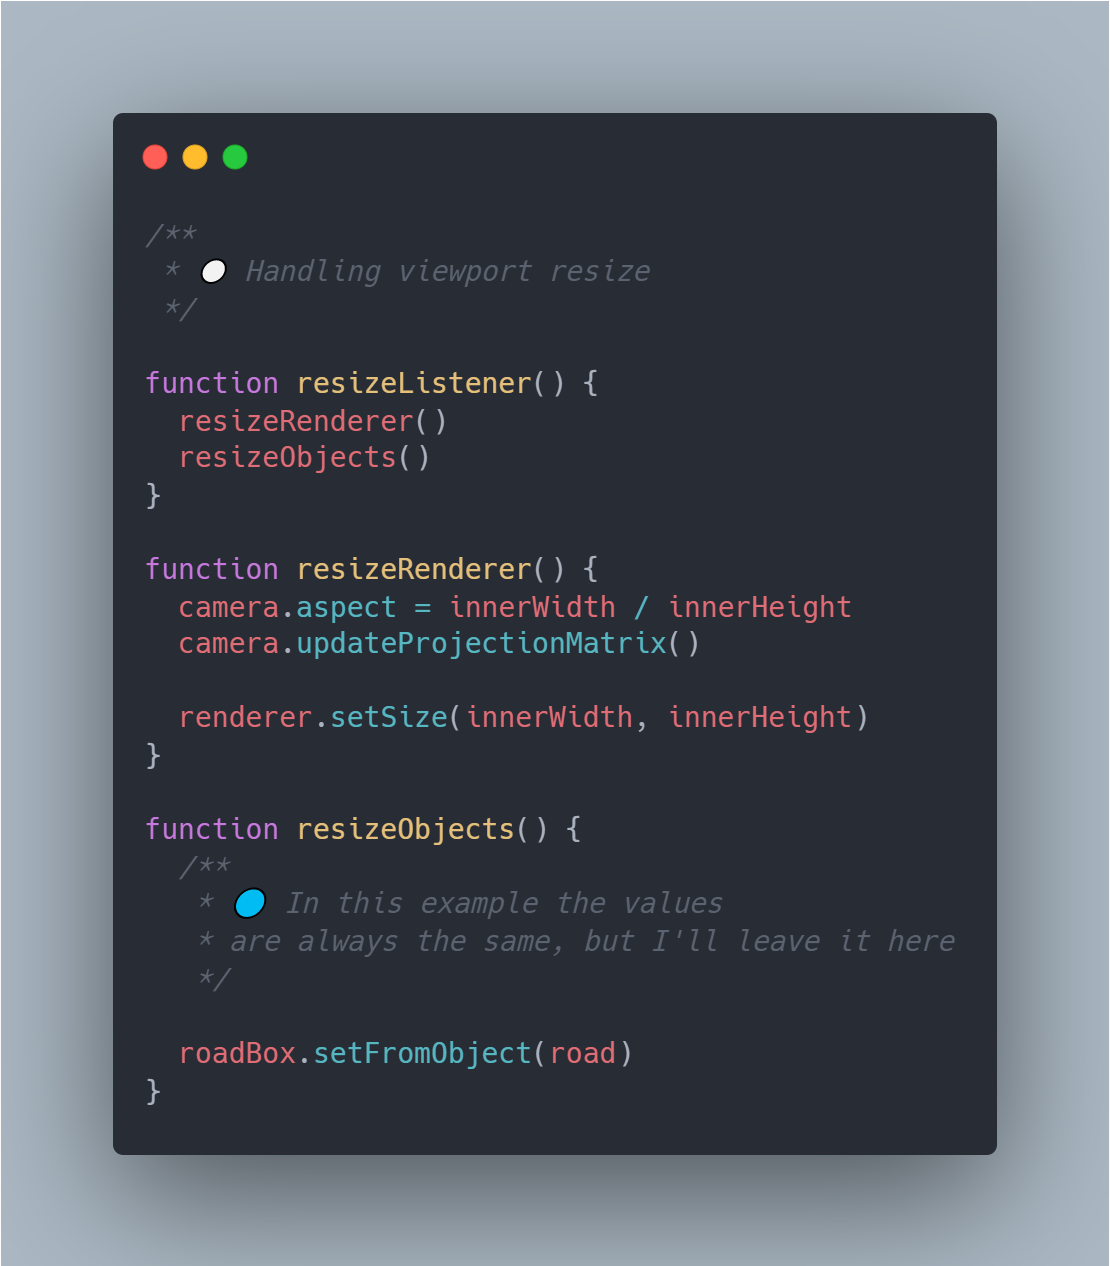 /**
 * ⚪ Handling viewport resize
 */
function resizeListener() {
  resizeRenderer()
  resizeObjects()
}
function resizeRenderer() {
  camera.aspect = innerWidth / innerHeight
  camera.updateProjectionMatrix()
  renderer.setSize(innerWidth, innerHeight)
}
function resizeObjects() {
  /**
   * 🔵 In this example the values
   * are always the same, but I'll leave it here
   */
  roadBox.setFromObject(road)
}